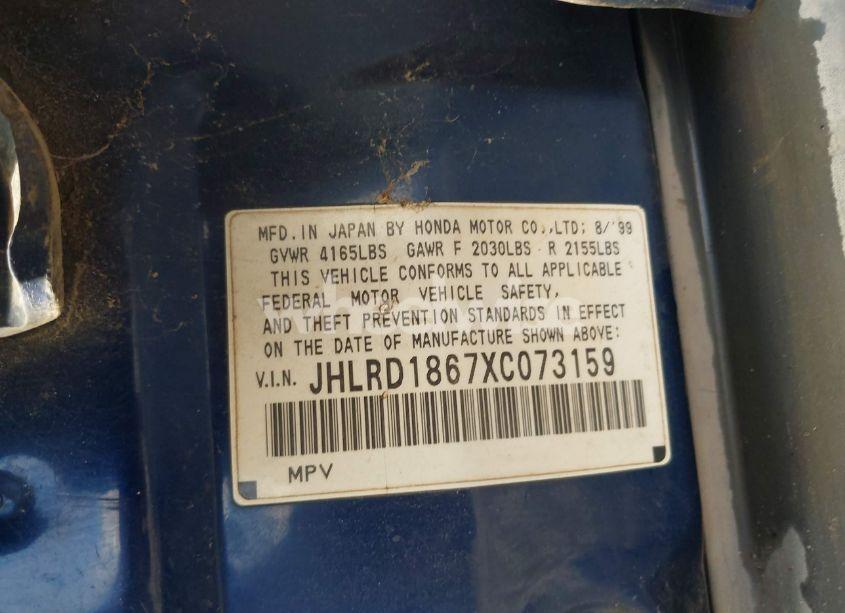 MFD. IN JAPAN BY HONDA MOTOR CO.,LTD; 8/'99
GVWR 4165LBS GAWR F 2030LBS R 2155LBS
THIS VEHICLE CONFORMS TO ALL APPLICABLE
FEDERAL MOTOR VEHICLE SAFETY,
AND THEFT PREVENTION STANDARDS IN EFFECT
ON THE DATE OF MANUFACTURE SHOWN ABOVE:
V.I.N. JHLRD1867XC073159
MPV